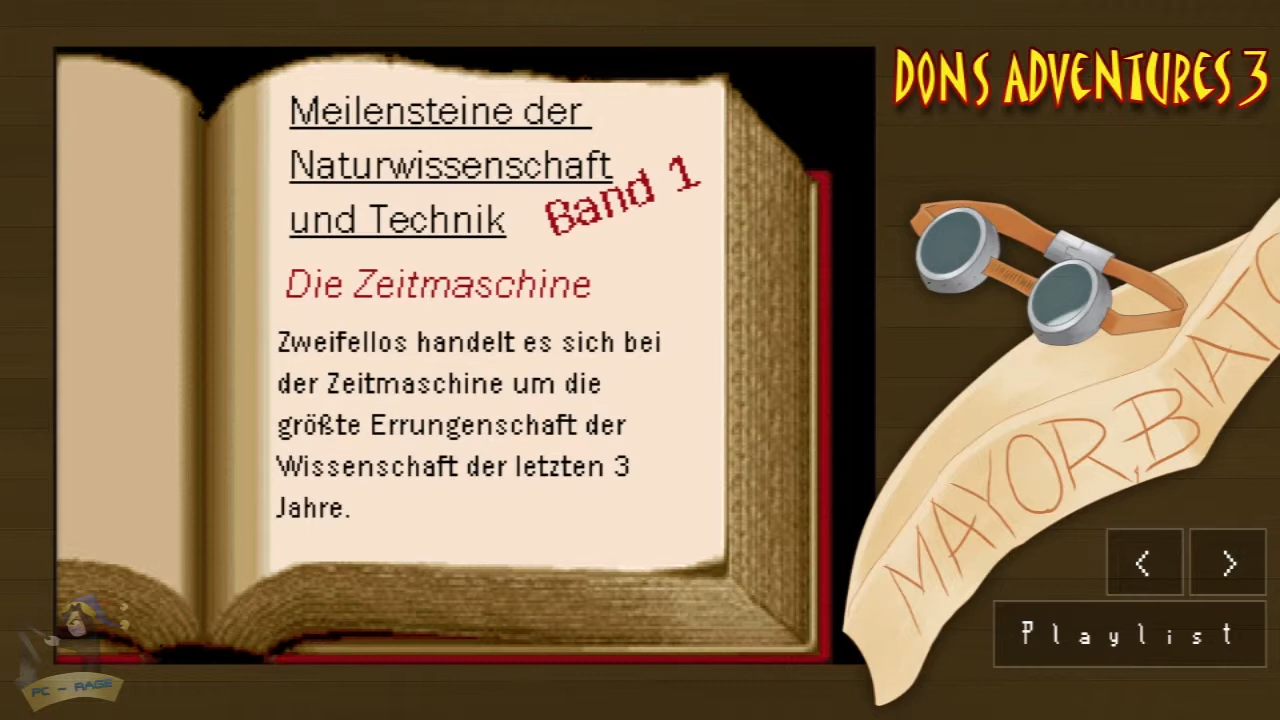 DONS ADVENTURES 3
Meilensteine der
Naturwissenschaft
und Technik
Band 1
Die Zeitmaschine
Zweifellos handelt es sich bei
der Zeitmaschine um die
größte Errungenschaft der
Wissenschaft der letzten 3
Jahre.
MAYOR,BIAT
< >
Playlist
PC - RAGE